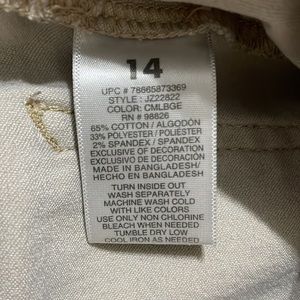 14
UPC # 78665873369
STYLE : JZ22822
COLOR: CMLBGE
RN # 98826
65% COTTON / ALGODÓN
33% POLYESTER / POLIÉSTER
2% SPANDEX / SPANDEX
EXCLUSIVE OF DECORATION
EXCLUSIVO DE DECORACIÓN
MADE IN BANGLADESH/
HECHO EN BANGLADESH
TURN INSIDE OUT
WASH SEPARATELY
MACHINE WASH COLD
WITH LIKE COLORS
USE ONLY NON CHLORINE
BLEACH WHEN NEEDED
TUMBLE DRY LOW
COOL IRON AS NEEDED